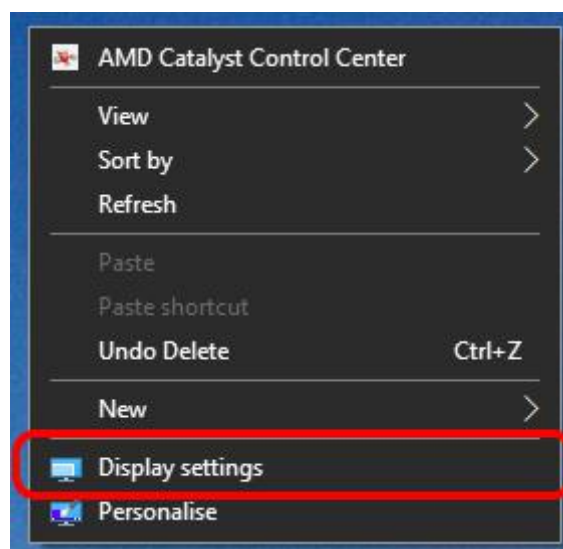 AMD Catalyst Control Center
View
Sort by
Refresh
Paste
Paste shortcut
Undo Delete Ctrl+Z
New
Display settings
Personalise